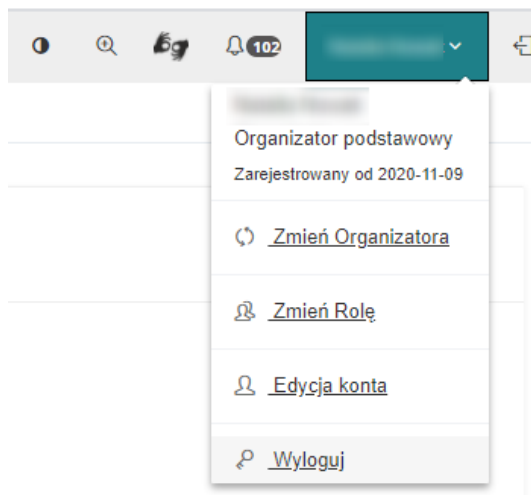 102
Organizator podstawowy
Zarejestrowany od 2020-11-09
Zmień Organizatora
Zmień Rolę
Edycja konta
Wyloguj